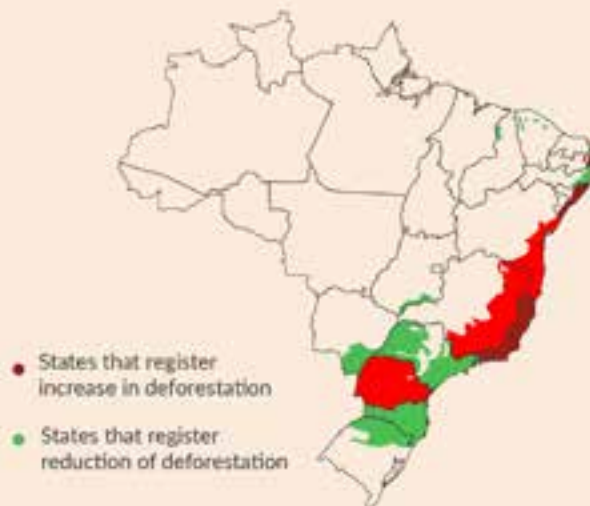 States that register
increase in deforestation
States that register
reduction of deforestation